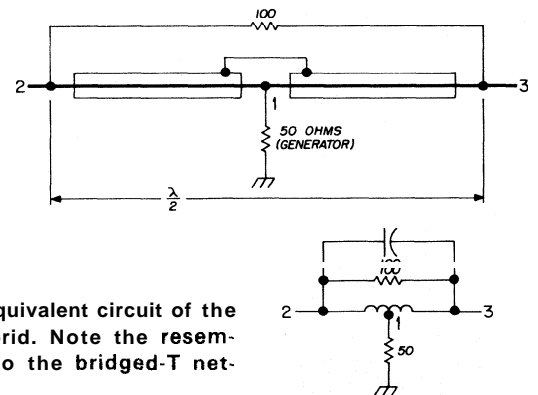 100
2
3
1
50 OHMS
(GENERATOR)
λ
2
100
2
1
3
50
quivalent circuit of the
rid. Note the resem-
o the bridged-T net-